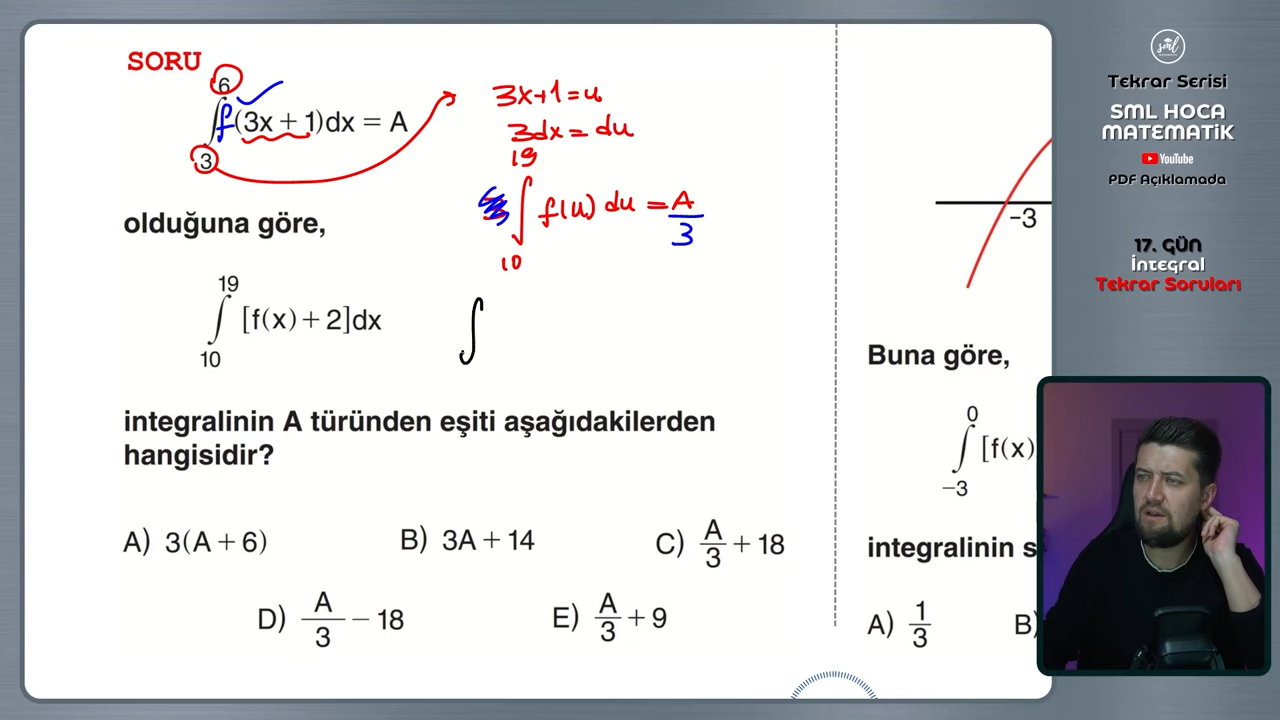 SORU
6
∫ f(3x + 1)dx = A
3
olduğuna göre,
19
∫ [f(x) + 2]dx
10
integralinin A türünden eşiti aşağıdakilerden
hangisidir?
A) 3(A + 6)
B) 3A + 14
C) A/3 + 18
D) A/3 − 18
E) A/3 + 9
3x+1 = u
3dx = du
19
∫ f(u) du = A/3
10
∫
−3
Buna göre,
0
∫ [f(x)
−3
integralinin s
A) 1/3
B)
sml
Tekrar Serisi
SML HOCA
MATEMATİK
YouTube
PDF Açıklamada
17. GÜN
İntegral
Tekrar Soruları